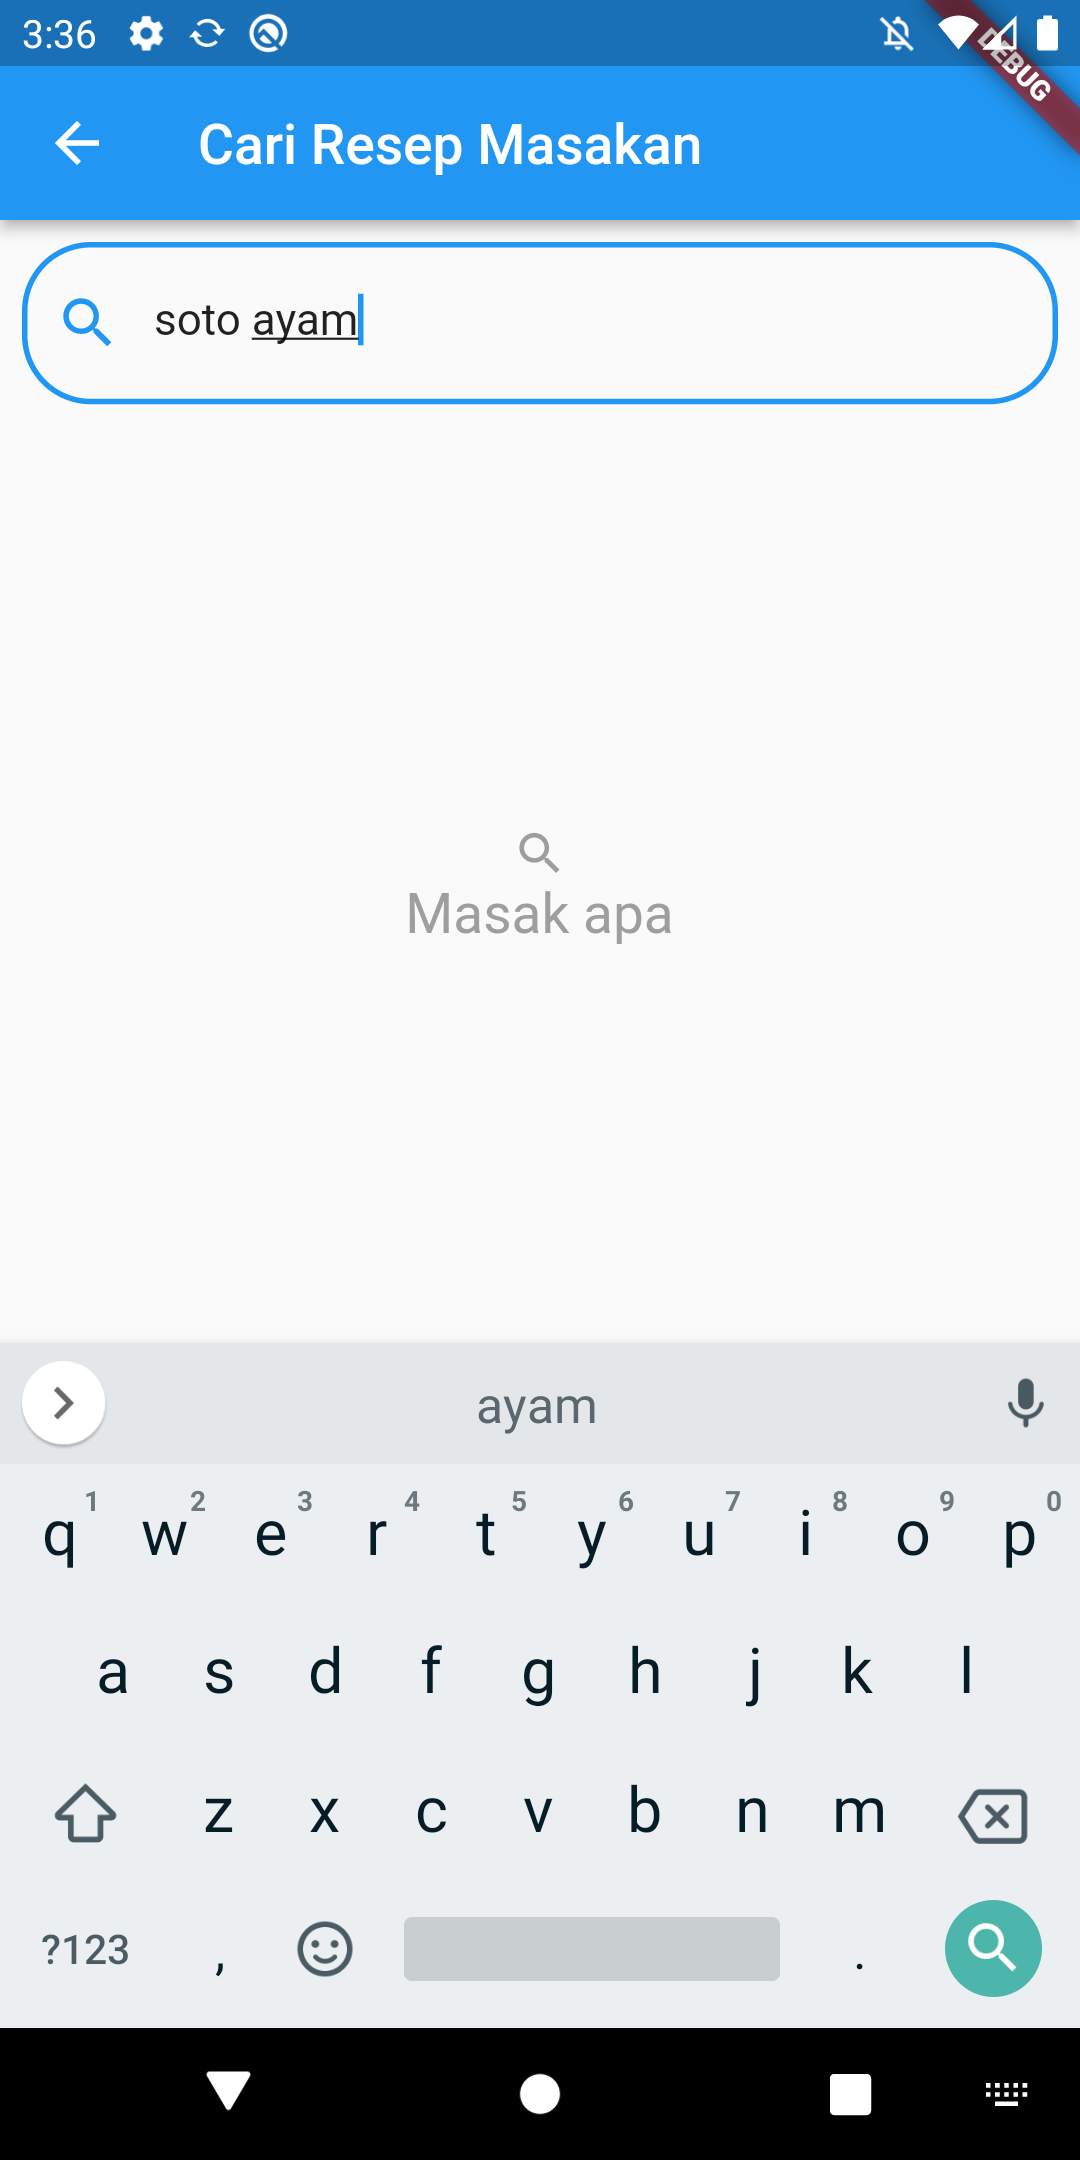 3:36
DEBUG
Cari Resep Masakan
soto ayam
Masak apa
ayam
1 2 3 4 5 6 7 8 9 0
q w e r t y u i o p
a s d f g h j k l
z x c v b n m
?123 , .